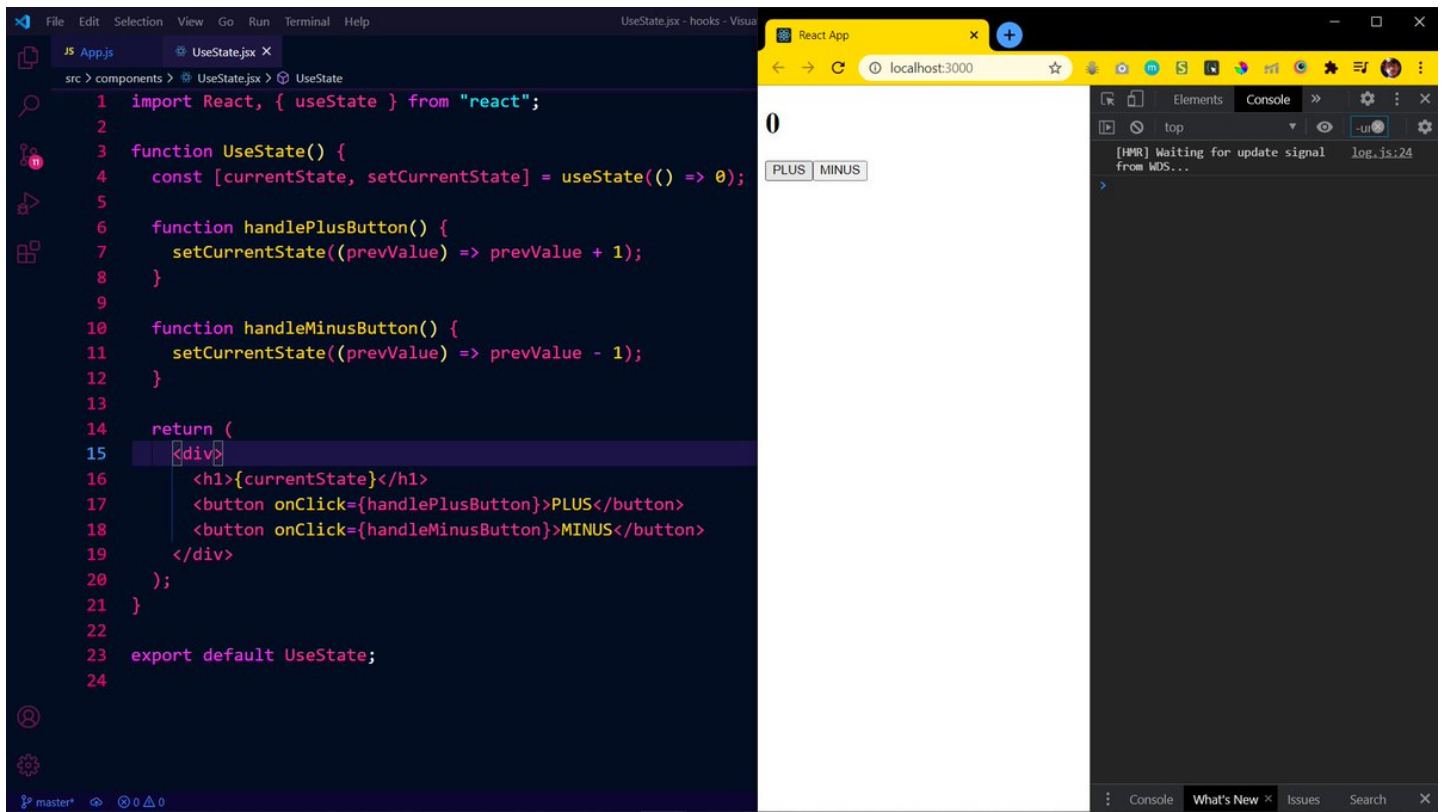 File Edit Selection View Go Run Terminal Help
UseState.jsx - hooks - Visua
JS App.js
UseState.jsx ×
src > components > UseState.jsx > UseState
1 import React, { useState } from "react";
2
3 function UseState() {
4 const [currentState, setCurrentState] = useState(() => 0);
5
6 function handlePlusButton() {
7 setCurrentState((prevValue) => prevValue + 1);
8 }
9
10 function handleMinusButton() {
11 setCurrentState((prevValue) => prevValue - 1);
12 }
13
14 return (
15 <div>
16 <h1>{currentState}</h1>
17 <button onClick={handlePlusButton}>PLUS</button>
18 <button onClick={handleMinusButton}>MINUS</button>
19 </div>
20 );
21 }
22
23 export default UseState;
24
11
master* 0 0
React App
localhost:3000
0
PLUS MINUS
Elements Console »
top
[HMR] Waiting for update signal log.js:24
from WDS...
>
Console What's New × Issues Search